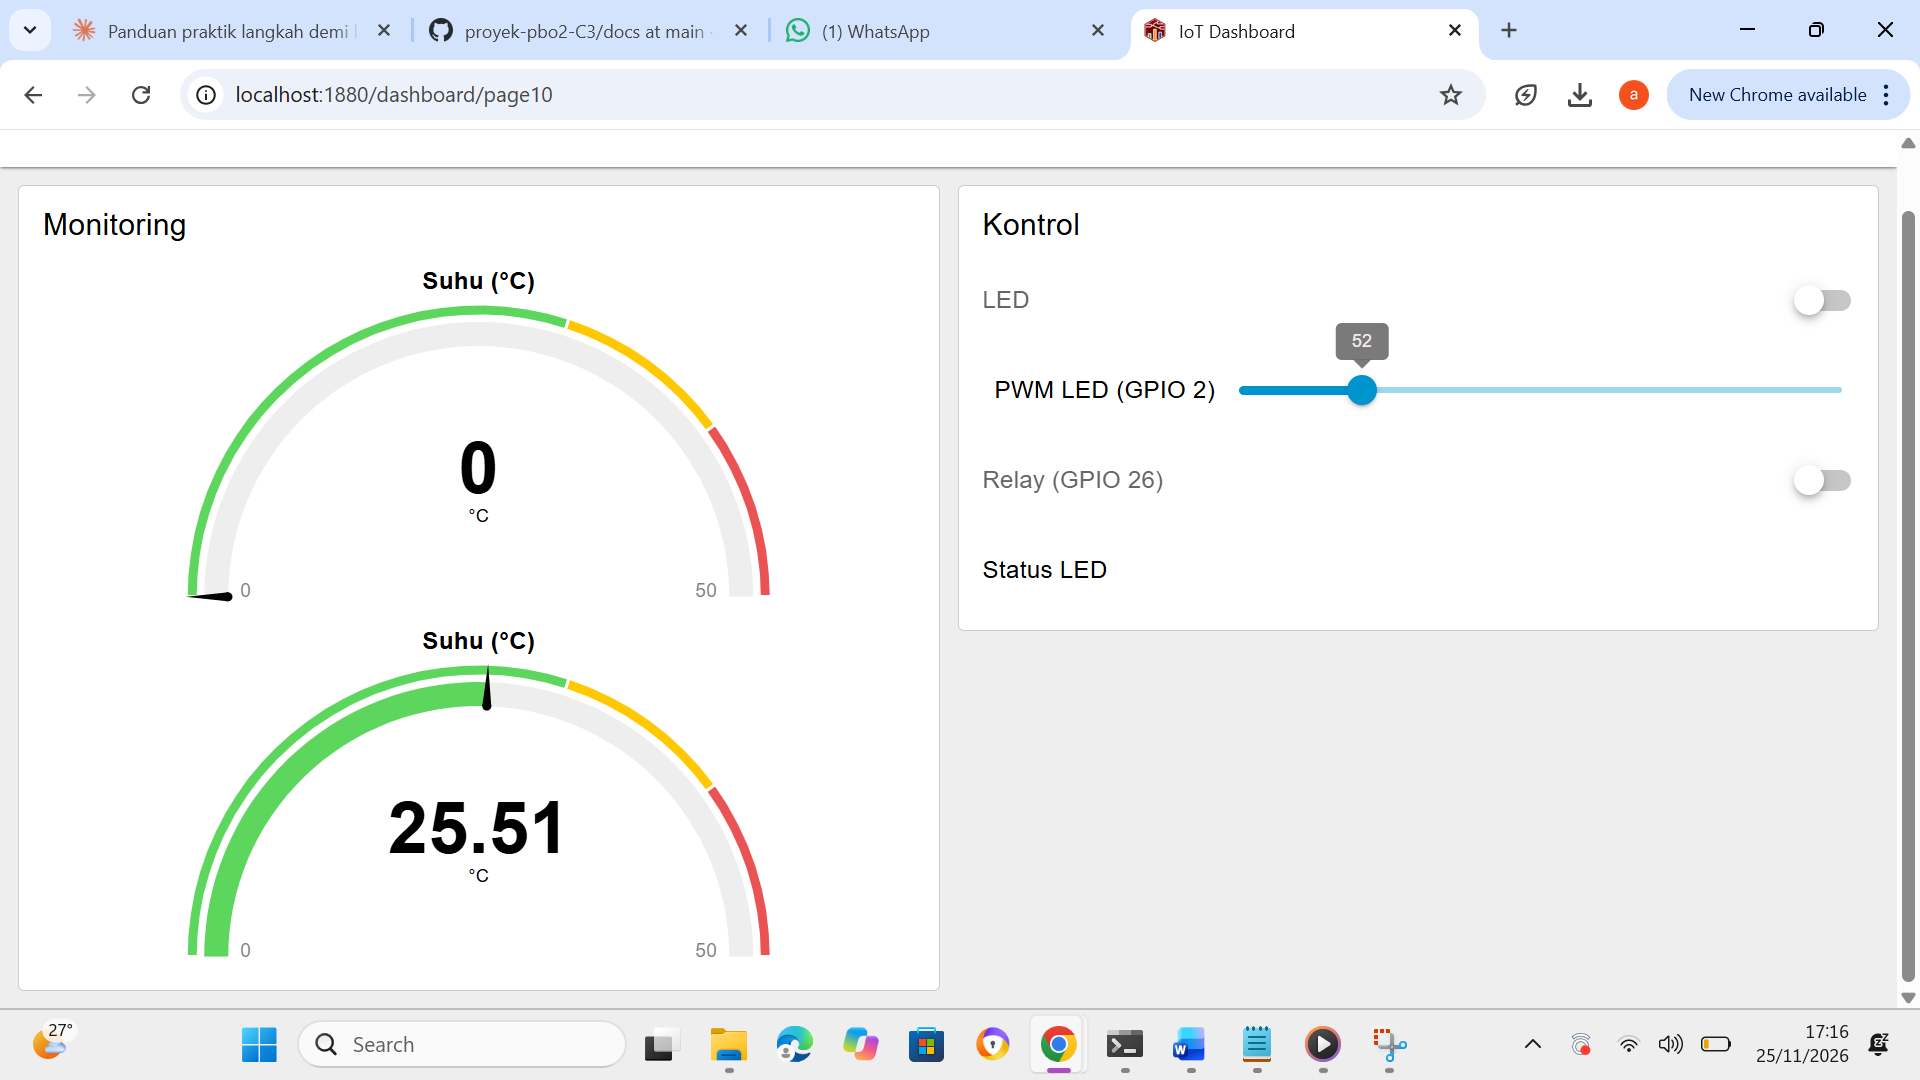 Panduan praktik langkah demi
proyek-pbo2-C3/docs at main
(1) WhatsApp
IoT Dashboard
localhost:1880/dashboard/page10
a
New Chrome available
Monitoring
Suhu (°C)
0
°C
0
50
Suhu (°C)
25.51
°C
0
50
Kontrol
LED
52
PWM LED (GPIO 2)
Relay (GPIO 26)
Status LED
27°
Search
17:16
25/11/2026